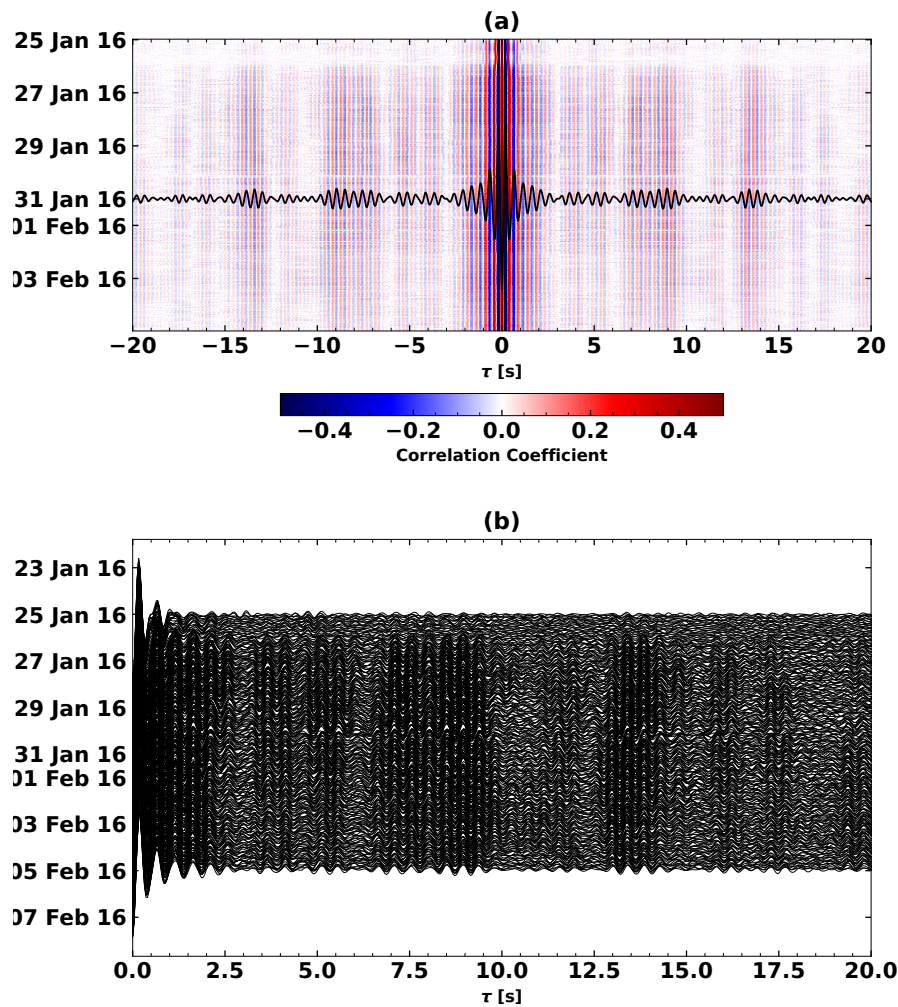 (a)
25 Jan 16
27 Jan 16
29 Jan 16
31 Jan 16
01 Feb 16
03 Feb 16
−20 −15 −10 −5 0 5 10 15 20
τ [s]
−0.4 −0.2 0.0 0.2 0.4
Correlation Coefficient
(b)
23 Jan 16
25 Jan 16
27 Jan 16
29 Jan 16
31 Jan 16
01 Feb 16
03 Feb 16
05 Feb 16
07 Feb 16
0.0 2.5 5.0 7.5 10.0 12.5 15.0 17.5 20.0
τ [s]